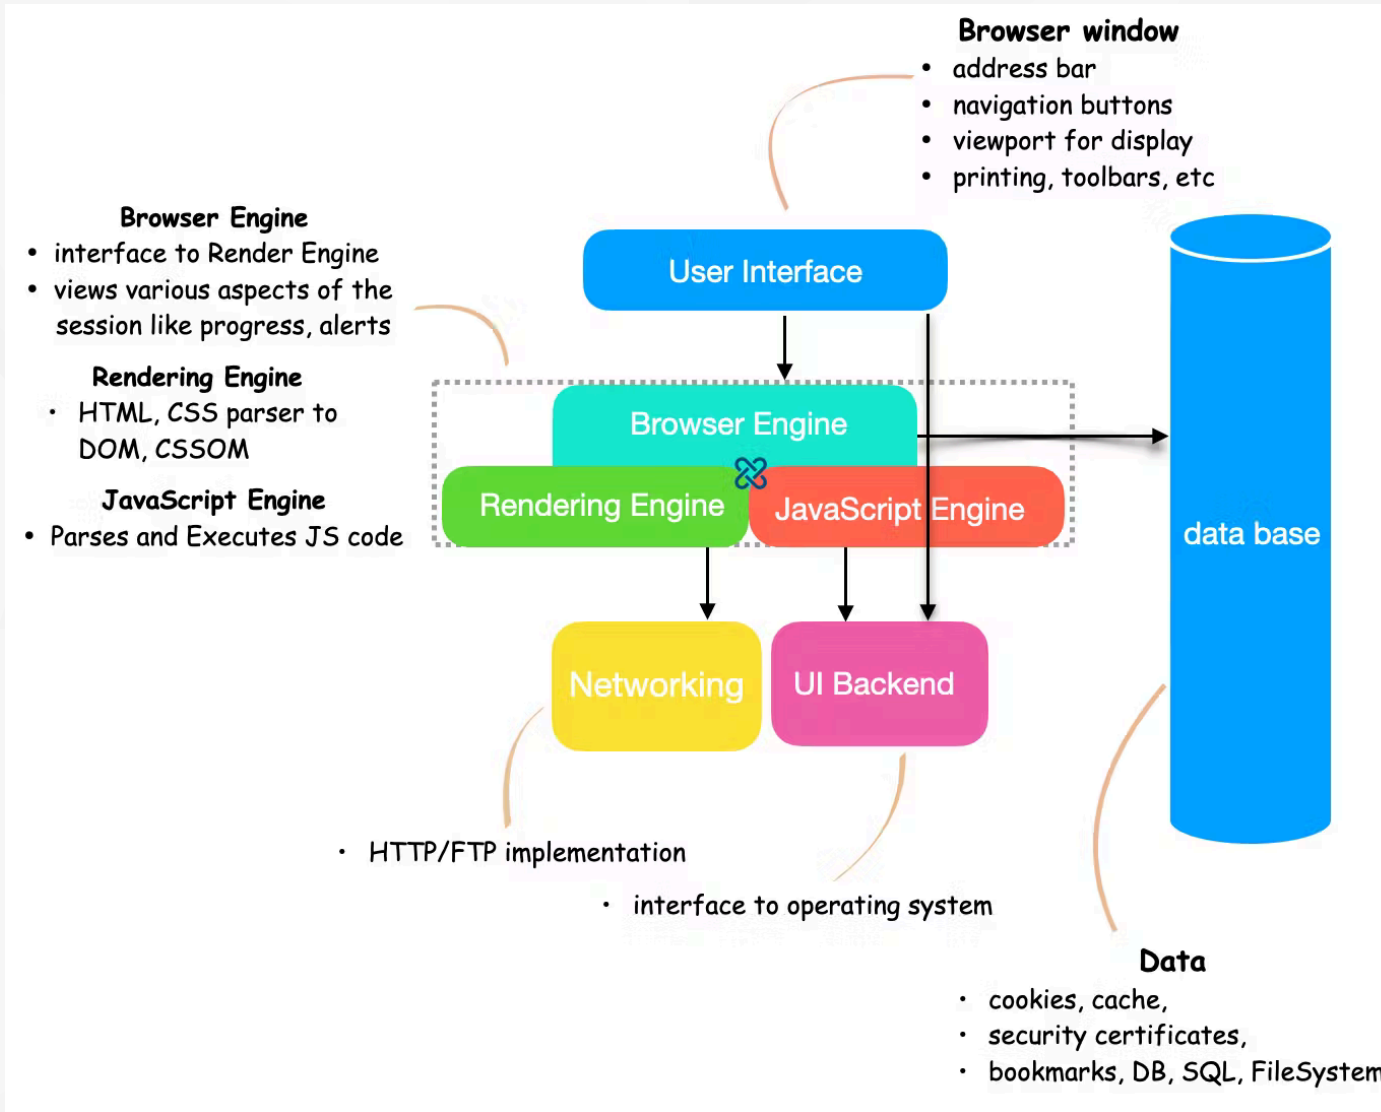 Browser window
• address bar
• navigation buttons
• viewport for display
• printing, toolbars, etc
Browser Engine
• interface to Render Engine
• views various aspects of the
session like progress, alerts
Rendering Engine
• HTML, CSS parser to
DOM, CSSOM
JavaScript Engine
• Parses and Executes JS code
User Interface
Browser Engine
Rendering Engine
JavaScript Engine
Networking
UI Backend
data base
• HTTP/FTP implementation
• interface to operating system
Data
• cookies, cache,
• security certificates,
• bookmarks, DB, SQL, FileSystem